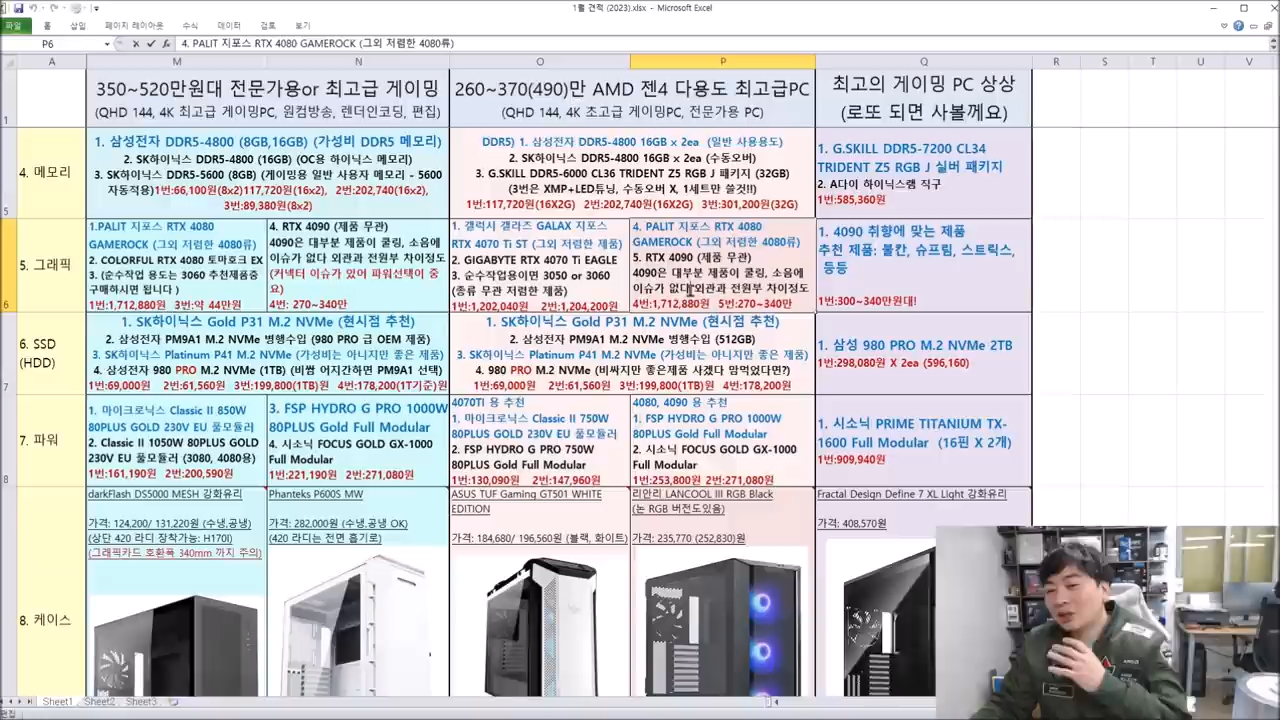 1월 견적 (2023).xlsx - Microsoft Excel
파일 홈 삽입 페이지 레이아웃 수식 데이터 검토 보기
P6 4. PALIT 지포스 RTX 4080 GAMEROCK (그외 저렴한 4080류)
A M N O P Q R S T U V
1
350~520만원대 전문가용or 최고급 게이밍
(QHD 144, 4K 최고급 게이밍PC, 원컴방송, 렌더인코딩, 편집)
260~370(490)만 AMD 젠4 다용도 최고급PC
(QHD 144, 4K 초고급 게이밍PC, 전문가용 PC)
최고의 게이밍 PC 상상
(로또 되면 사볼께요)
4. 메모리
5
1. 삼성전자 DDR5-4800 (8GB,16GB) (가성비 DDR5 메모리)
2. SK하이닉스 DDR5-4800 (16GB) (OC용 하이닉스 메모리)
3. SK하이닉스 DDR5-5600 (8GB) (게이밍용 일반 사용자 메모리 - 5600
자동적용)1번:66,100원(8x2)117,720원(16x2), 2번:202,740(16x2),
3번:89,380원(8x2)
DDR5) 1. 삼성전자 DDR5-4800 16GB x 2ea (일반 사용용도)
2. SK하이닉스 DDR5-4800 16GB x 2ea (수동오버)
3. G.SKILL DDR5-6000 CL36 TRIDENT Z5 RGB J 패키지 (32GB)
(3번은 XMP+LED튜닝, 수동오버 X, 1세트만 쓸것!!)
1번:117,720원(16X2G) 2번:202,740원(16X2G) 3번:301,200원(32G)
1. G.SKILL DDR5-7200 CL34
TRIDENT Z5 RGB J 실버 패키지
2. A다이 하이닉스램 직구
1번:585,360원
5. 그래픽
6
1.PALIT 지포스 RTX 4080
GAMEROCK (그외 저렴한 4080류)
2. COLORFUL RTX 4080 토마호크 EX
3. (순수작업 용도는 3060 추천제품중
구매하시면 됩니다 )
1번:1,712,880원 3번:약 44만원
4. RTX 4090 (제품 무관)
4090은 대부분 제품이 쿨링, 소음에
이슈가 없다 외관과 전원부 차이정도
(커넥터 이슈가 있어 파워선택이 중
요)
4번: 270~340만
1. 갤럭시 갤라즈 GALAX 지포스
RTX 4070 Ti ST (그외 저렴한 제품)
2. GIGABYTE RTX 4070 Ti EAGLE
3. 순수작업용이면 3050 or 3060
(종류 무관 저렴한 제품)
1번:1,202,040원 2번:1,204,200원
4. PALIT 지포스 RTX 4080
GAMEROCK (그외 저렴한 4080류)
5. RTX 4090 (제품 무관)
4090은 대부분 제품이 쿨링, 소음에
이슈가 없다 외관과 전원부 차이정도
4번:1,712,880원 5번:270~340만
1. 4090 취향에 맞는 제품
추천 제품: 불칸, 슈프림, 스트릭스,
등등
1번:300~340만원대!
6. SSD
(HDD)
7
1. SK하이닉스 Gold P31 M.2 NVMe (현시점 추천)
2. 삼성전자 PM9A1 M.2 NVMe 병행수입 (980 PRO 급 OEM 제품)
3. SK하이닉스 Platinum P41 M.2 NVMe (가성비는 아니지만 좋은 제품)
4. 삼성전자 980 PRO M.2 NVMe (1TB) (비쌈 어지간하면 PM9A1 선택)
1번:69,000원 2번:61,560원 3번:199,800(1TB)원 4번:178,200(1T기준)원
1. SK하이닉스 Gold P31 M.2 NVMe (현시점 추천)
2. 삼성전자 PM9A1 M.2 NVMe 병행수입 (512GB)
3. SK하이닉스 Platinum P41 M.2 NVMe (가성비는 아니지만 좋은 제품)
4. 980 PRO M.2 NVMe (비싸지만 좋은제품 사겠다 맘먹었다면?)
1번:69,000원 2번:61,560원 3번:199,800(1TB)원 4번:178,200원
1. 삼성 980 PRO M.2 NVME 2TB
1번:298,080원 X 2ea (596,160)
7. 파워
8
1. 마이크로닉스 Classic II 850W
80PLUS GOLD 230V EU 풀모듈러
2. Classic II 1050W 80PLUS GOLD
230V EU 풀모듈러 (3080, 4080용)
1번:161,190원 2번:200,590원
3. FSP HYDRO G PRO 1000W
80PLUS Gold Full Modular
4. 시소닉 FOCUS GOLD GX-1000
Full Modular
1번:221,190원 2번:271,080원
4070TI 용 추천
1. 마이크로닉스 Classic II 750W
80PLUS GOLD 230V EU 풀모듈러
2. FSP HYDRO G PRO 750W
80PLUS Gold Full Modular
1번:130,090원 2번:147,960원
4080, 4090 용 추천
1. FSP HYDRO G PRO 1000W
80PLUS Gold Full Modular
2. 시소닉 FOCUS GOLD GX-1000
Full Modular
1번:253,800원 2번:271,080원
1. 시소닉 PRIME TITANIUM TX-
1600 Full Modular (16핀 X 2개)
1번:909,940원
8. 케이스
darkFlash DS5000 MESH 강화유리
가격: 124,200/ 131,220원 (수냉,공냉)
(상단 420 라디 장착가능: H170I)
(그래픽카드 호환폭 340mm 까지 주의)
Phanteks P600S MW
가격: 282,000원 (수냉,공냉 OK)
(420 라디는 전면 흡기로)
ASUS TUF Gaming GT501 WHITE
EDITION
가격: 184,680/ 196,560원 (블랙, 화이트)
리안리 LANCOOL III RGB Black
(논 RGB 버전도있음)
가격: 235,770 (252,830원)
Fractal Design Define 7 XL Light 강화유리
가격: 408,570원
Sheet1 Sheet2 Sheet3
편집